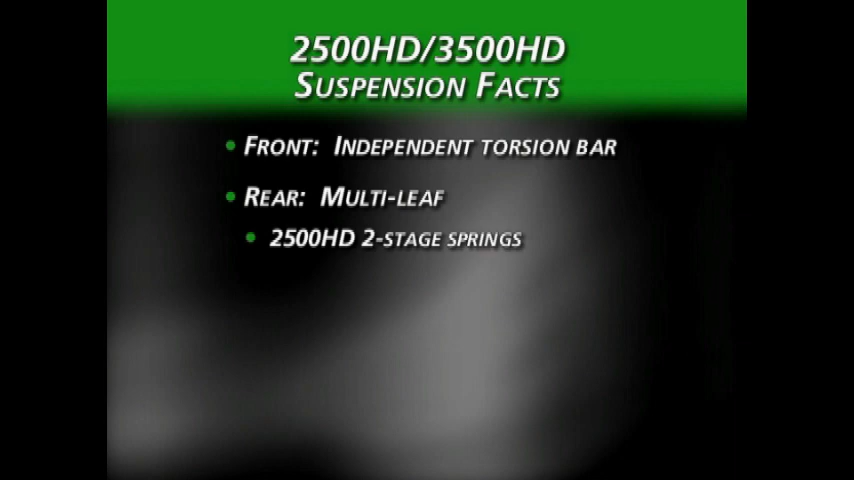 2500HD/3500HD
SUSPENSION FACTS
• FRONT: INDEPENDENT TORSION BAR
• REAR: MULTI-LEAF
• 2500HD 2-STAGE SPRINGS